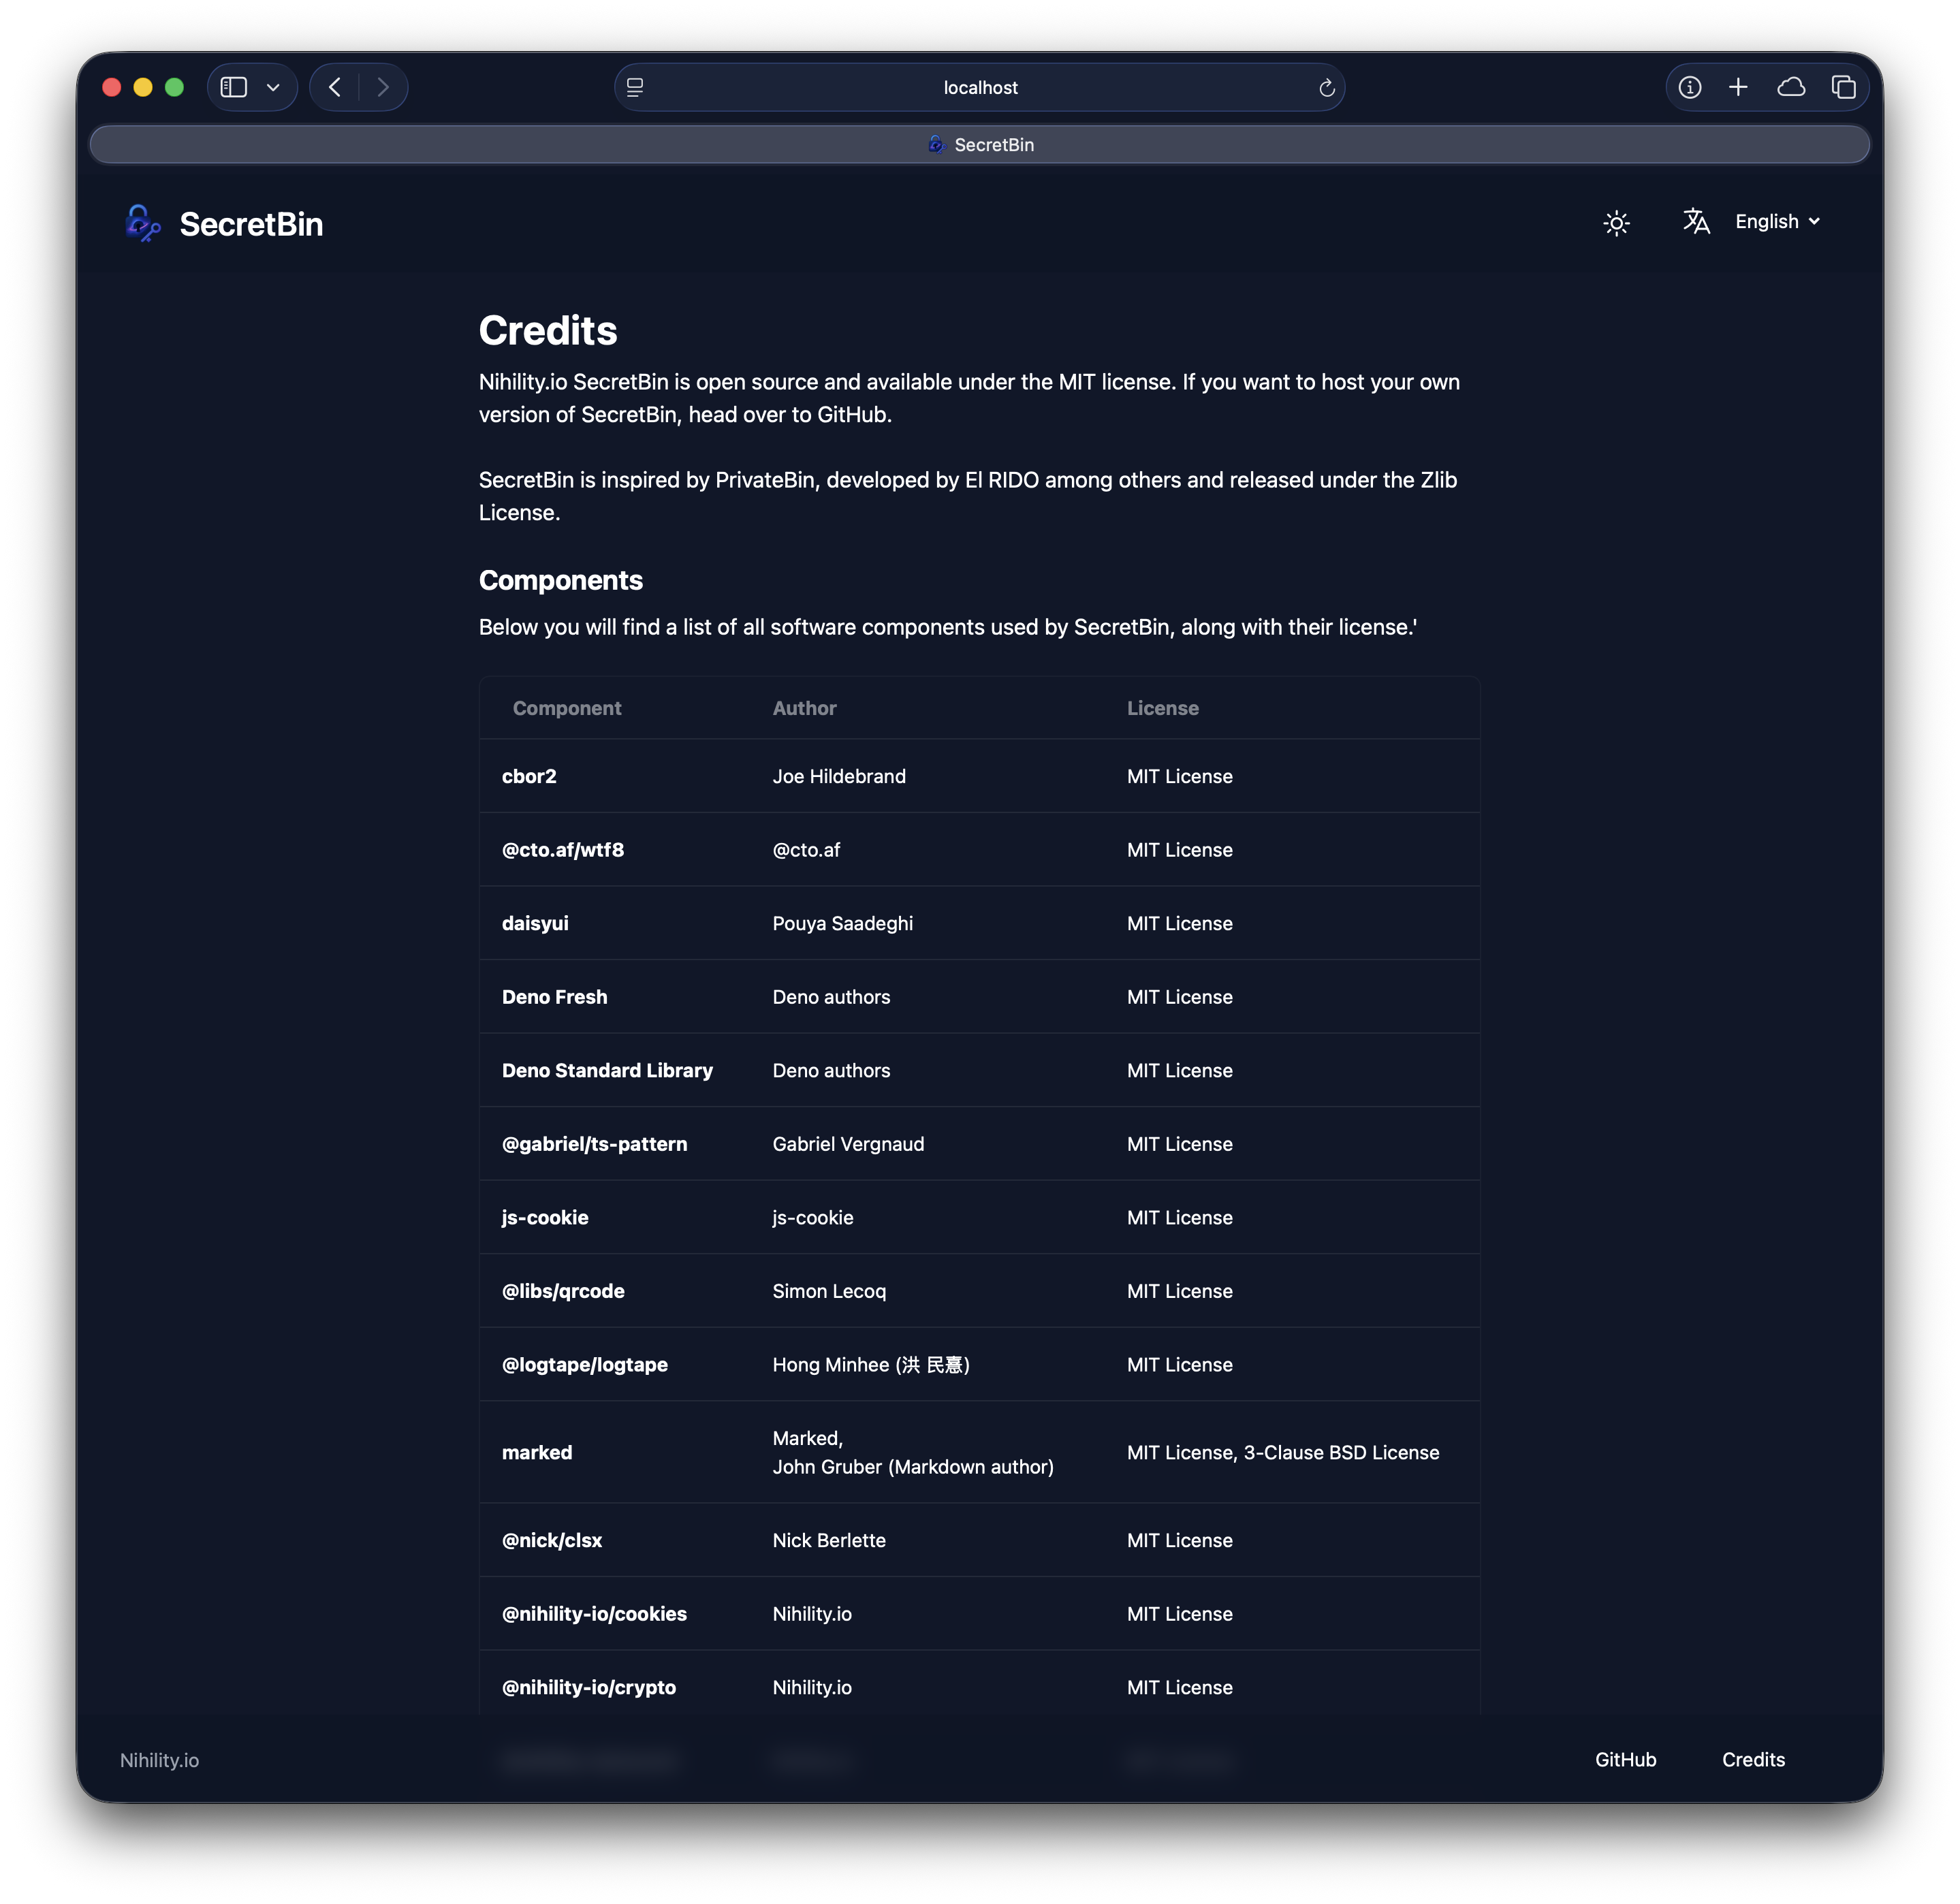 localhost
SecretBin
SecretBin
English
Credits
Nihility.io SecretBin is open source and available under the MIT license. If you want to host your own
version of SecretBin, head over to GitHub.
SecretBin is inspired by PrivateBin, developed by El RIDO among others and released under the Zlib
License.
Components
Below you will find a list of all software components used by SecretBin, along with their license.'
Component Author License
cbor2 Joe Hildebrand MIT License
@cto.af/wtf8 @cto.af MIT License
daisyui Pouya Saadeghi MIT License
Deno Fresh Deno authors MIT License
Deno Standard Library Deno authors MIT License
@gabriel/ts-pattern Gabriel Vergnaud MIT License
js-cookie js-cookie MIT License
@libs/qrcode Simon Lecoq MIT License
@logtape/logtape Hong Minhee (洪 民憙) MIT License
marked Marked, MIT License, 3-Clause BSD License
John Gruber (Markdown author)
@nick/clsx Nick Berlette MIT License
@nihility-io/cookies Nihility.io MIT License
@nihility-io/crypto Nihility.io MIT License
Nihility.io GitHub Credits